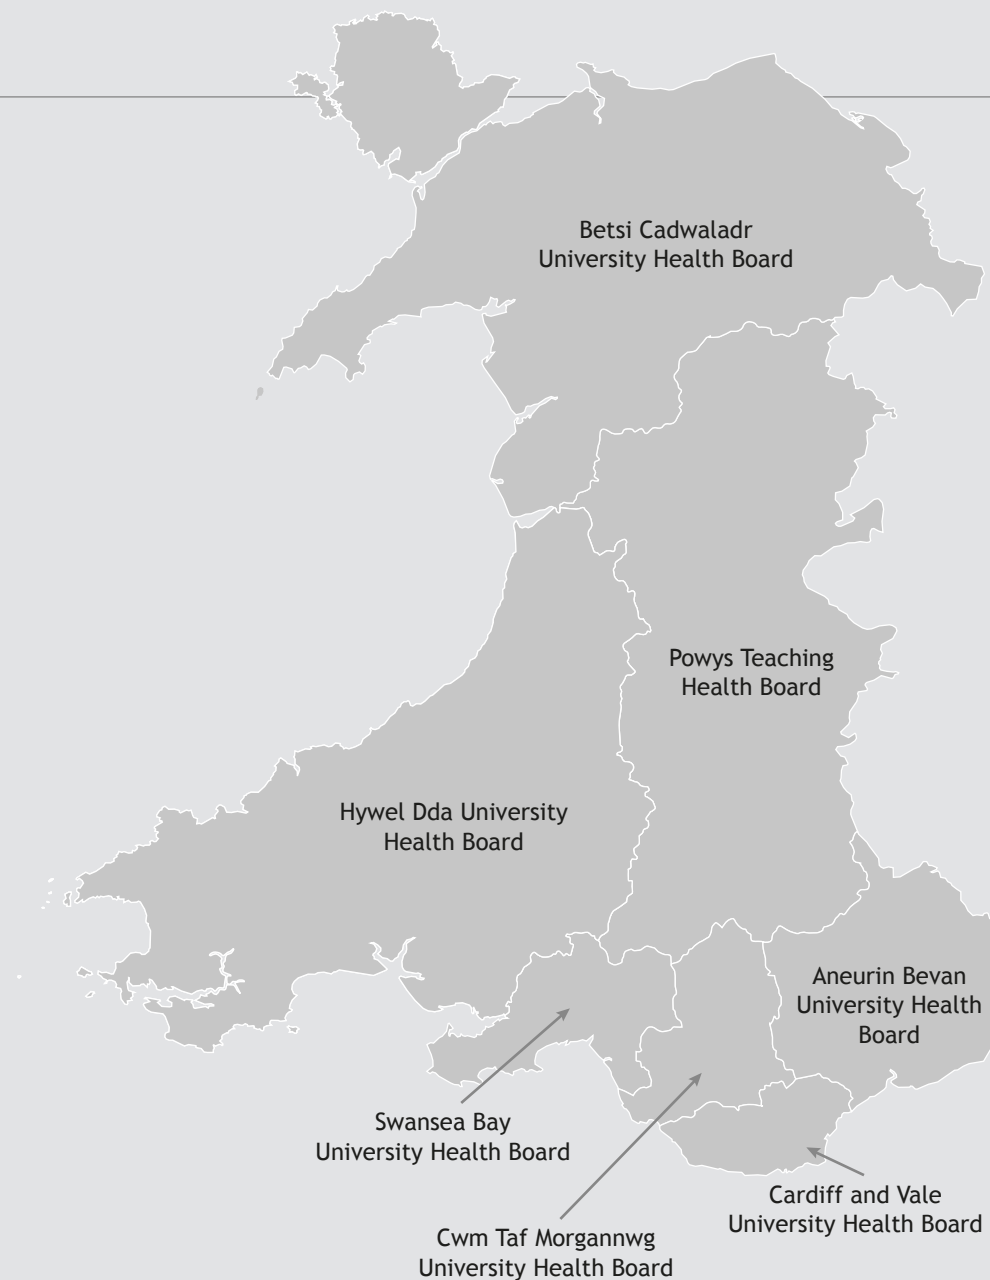 Betsi Cadwaladr
University Health Board
Powys Teaching
Health Board
Hywel Dda University
Health Board
Aneurin Bevan
University Health
Board
Swansea Bay
University Health Board
Cardiff and Vale
University Health Board
Cwm Taf Morgannwg
University Health Board